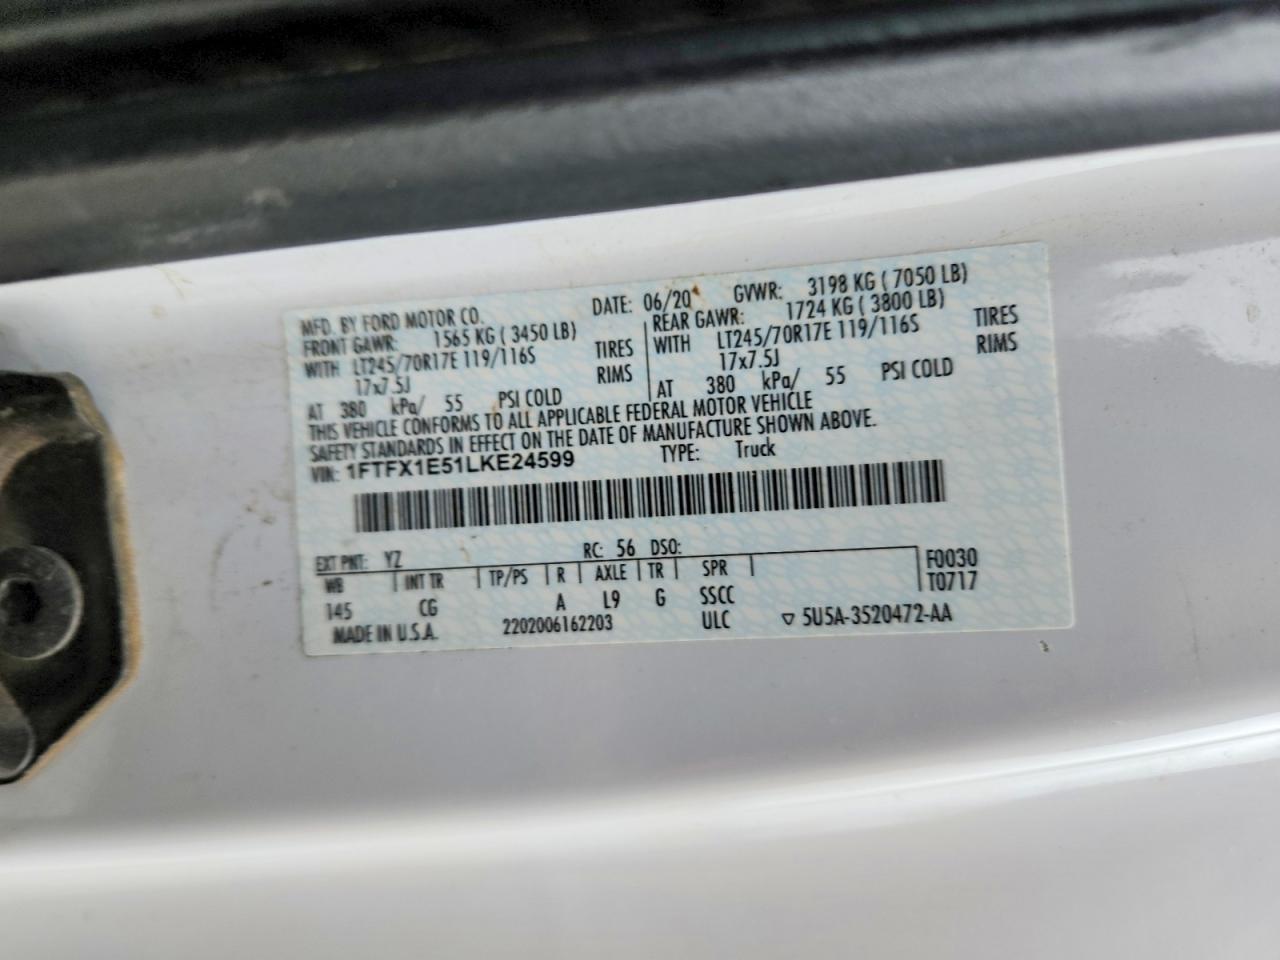 MFD. BY FORD MOTOR CO. DATE: 06/20 GVWR: 3198 KG ( 7050 LB)
FRONT GAWR: 1565 KG ( 3450 LB) REAR GAWR: 1724 KG ( 3800 LB)
WITH LT245/70R17E 119/116S TIRES WITH LT245/70R17E 119/116S TIRES
17x7.5J RIMS 17x7.5J RIMS
AT 380 kPa/ 55 PSI COLD AT 380 kPa/ 55 PSI COLD
THIS VEHICLE CONFORMS TO ALL APPLICABLE FEDERAL MOTOR VEHICLE
SAFETY STANDARDS IN EFFECT ON THE DATE OF MANUFACTURE SHOWN ABOVE.
VIN: 1FTFX1E51LKE24599 TYPE: Truck
EXT PNT: YZ RC: 56 DSO: F0030
WB INT TR TP/PS R AXLE TR SPR T0717
145 CG A L9 G SSCC
MADE IN U.S.A. 2202006162203 ULC ▽ 5U5A-3520472-AA